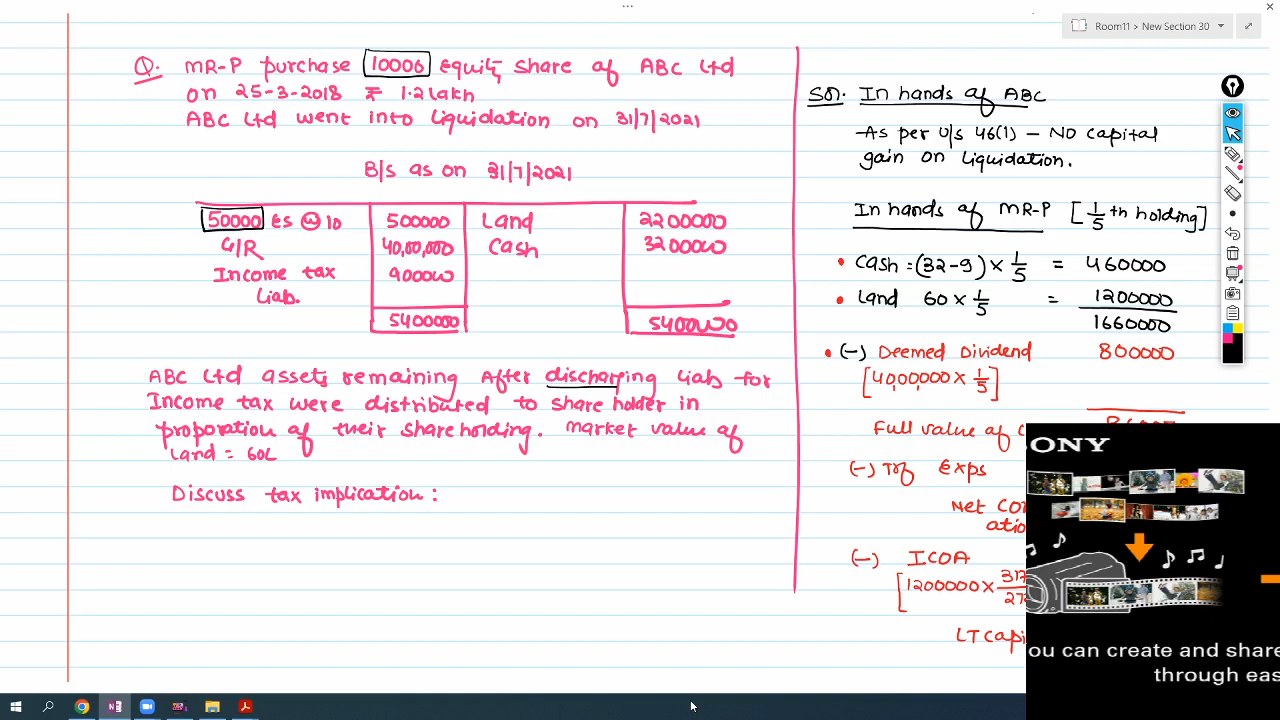 Room11 > New Section 30
Q. MR-P purchase 10006 equity share of ABC Ltd
on 25-3-2018 ₹ 1.2 lakh
ABC Ltd went into liquidation on 31/7/2021
B/s as on 31/7/2021
50000 ES @ 10 500000 Land 2200000
G/R 40,00,000 Cash 3200000
Income tax 900000
Liab.
5400000 5400000
ABC Ltd assets remaining After discharging liab for
Income tax were distributed to share holder in
proporation of their shareholding. market value of
land = 60L
Discuss tax implication :
Sol. In hands of ABC
As per u/s 46(1) – No capital
gain on liquidation.
In hands of MR-P [1/5 th holding]
• Cash = (32-9) × 1/5 = 460000
• Land 60 × 1/5 = 1200000
1660000
• (-) Deemed Dividend 800000
[40,00,000 × 1/5]
Full value of
(-) Trf Exps
Net Con
ation
(-) ICOA
[1200000 ×
LT Capi
SONY
ou can create and share
through eas